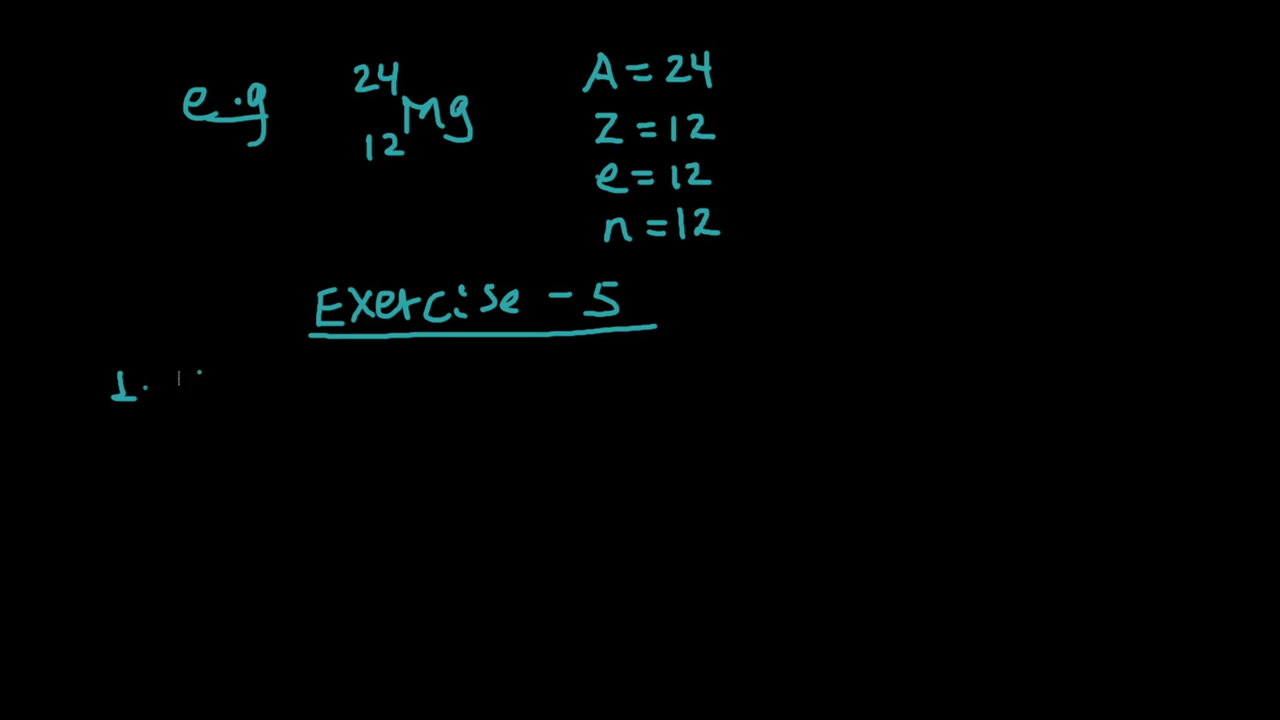 e.g 24 12 Mg A = 24
Z = 12
e = 12
n = 12
Exercise - 5
1.